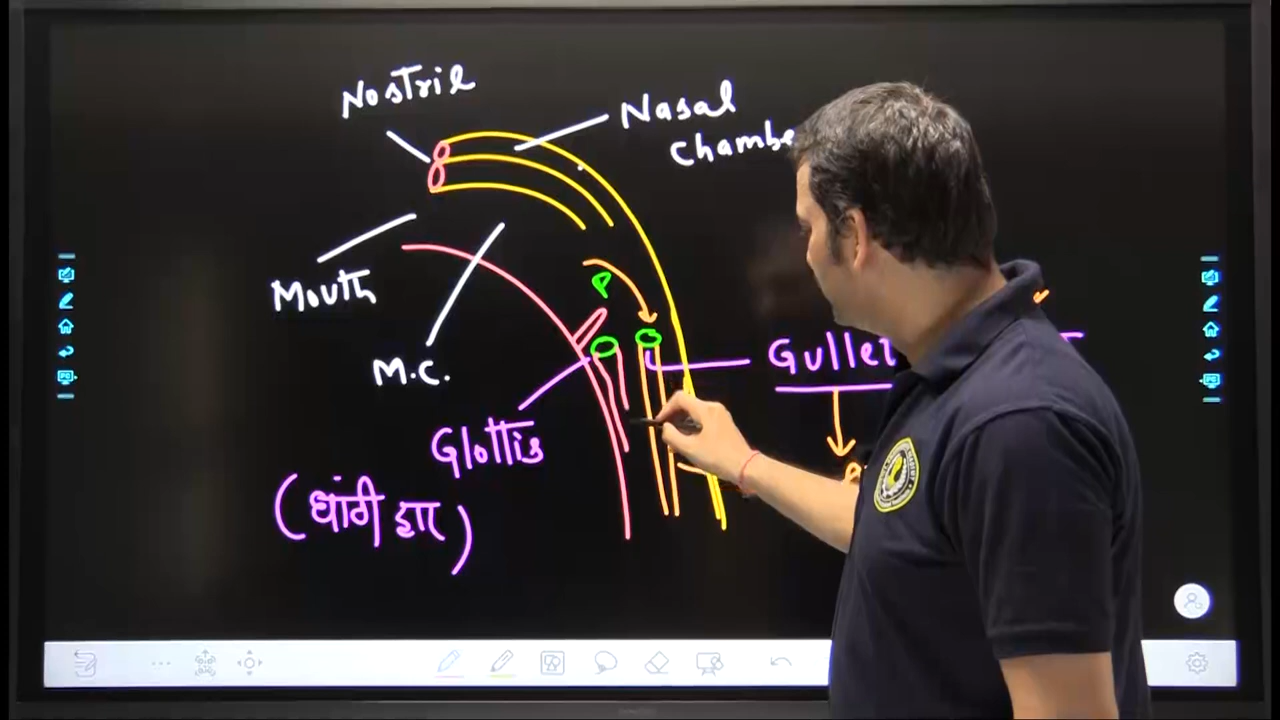 Nostril
Nasal
Chambe
Mouth
P
M.C.
Gullet
Glottis
(घांटी द्वार)